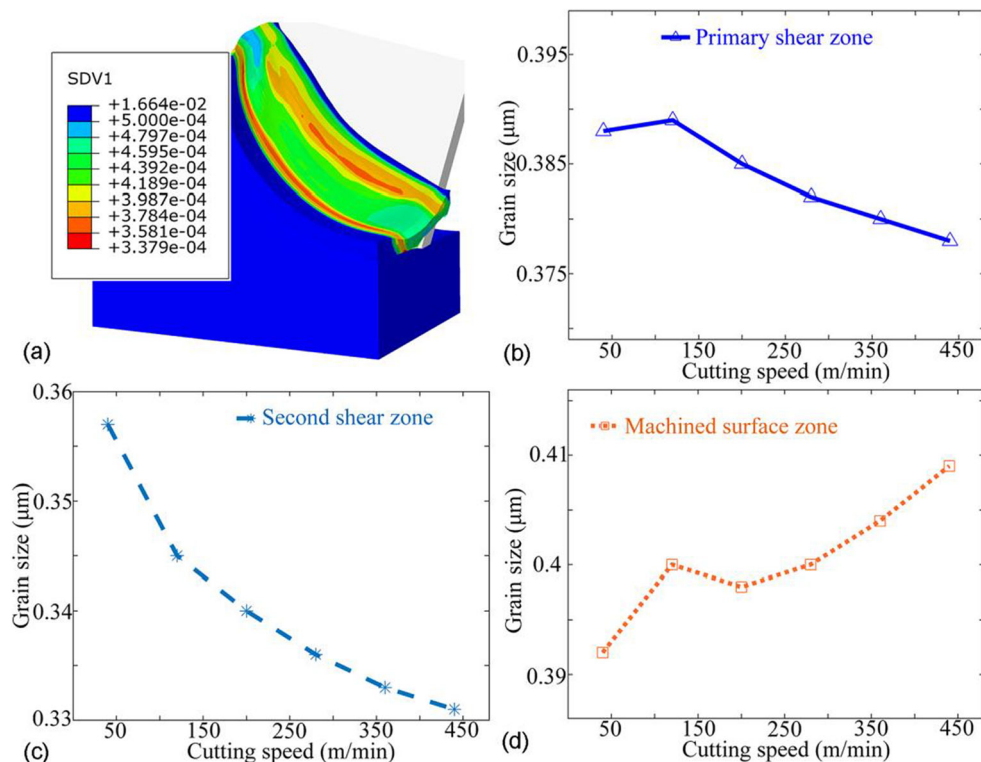 SDV1
+1.664e-02
+5.000e-04
+4.797e-04
+4.595e-04
+4.392e-04
+4.189e-04
+3.987e-04
+3.784e-04
+3.581e-04
+3.379e-04
(a)
Primary shear zone
Grain size (μm)
0.395
0.385
0.375
50 150 250 350 450
Cutting speed (m/min)
(b)
Second shear zone
Grain size (μm)
0.36
0.35
0.34
0.33
50 150 250 350 450
Cutting speed (m/min)
(c)
Machined surface zone
Grain size (μm)
0.41
0.4
0.39
50 150 250 350 450
Cutting speed (m/min)
(d)